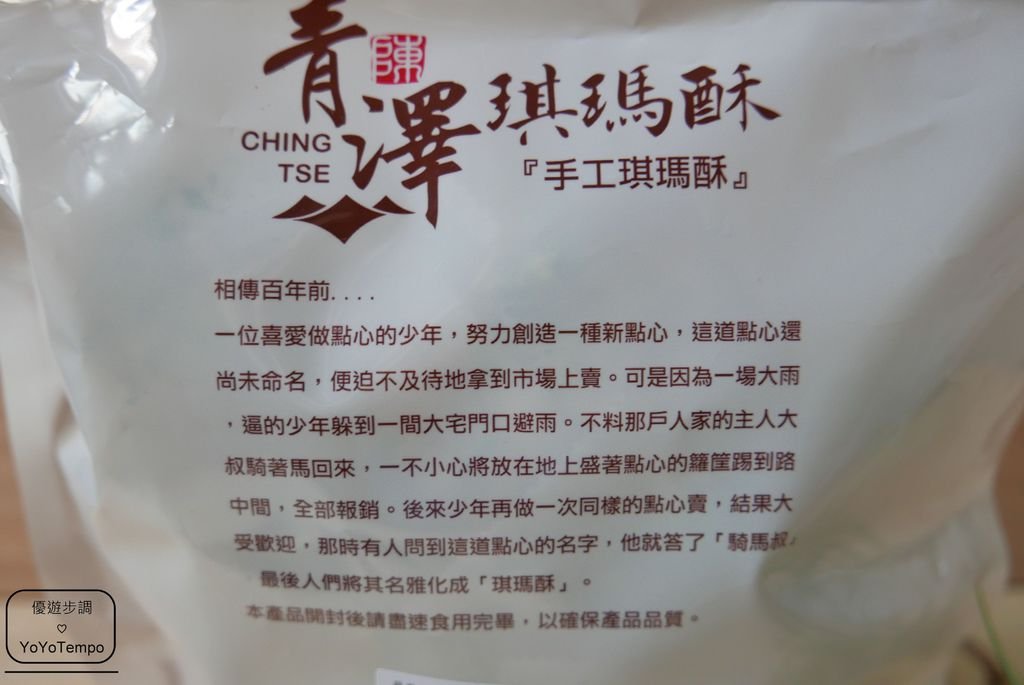 青澤
陳
CHING
TSE
琪瑪酥
『手工琪瑪酥』
相傳百年前....
一位喜愛做點心的少年，努力創造一種新點心，這道點心還
尚未命名，便迫不及待地拿到市場上賣。可是因為一場大雨
，逼的少年躲到一間大宅門口避雨。不料那戶人家的主人大
叔騎著馬回來，一不小心將放在地上盛著點心的籮筐踢到路
中間，全部報銷。後來少年再做一次同樣的點心賣，結果大
受歡迎，那時有人問到這道點心的名字，他就答了「騎馬叔」
最後人們將其名雅化成「琪瑪酥」。
本產品開封後請盡速食用完畢，以確保產品品質。
優遊步調
YoYoTempo